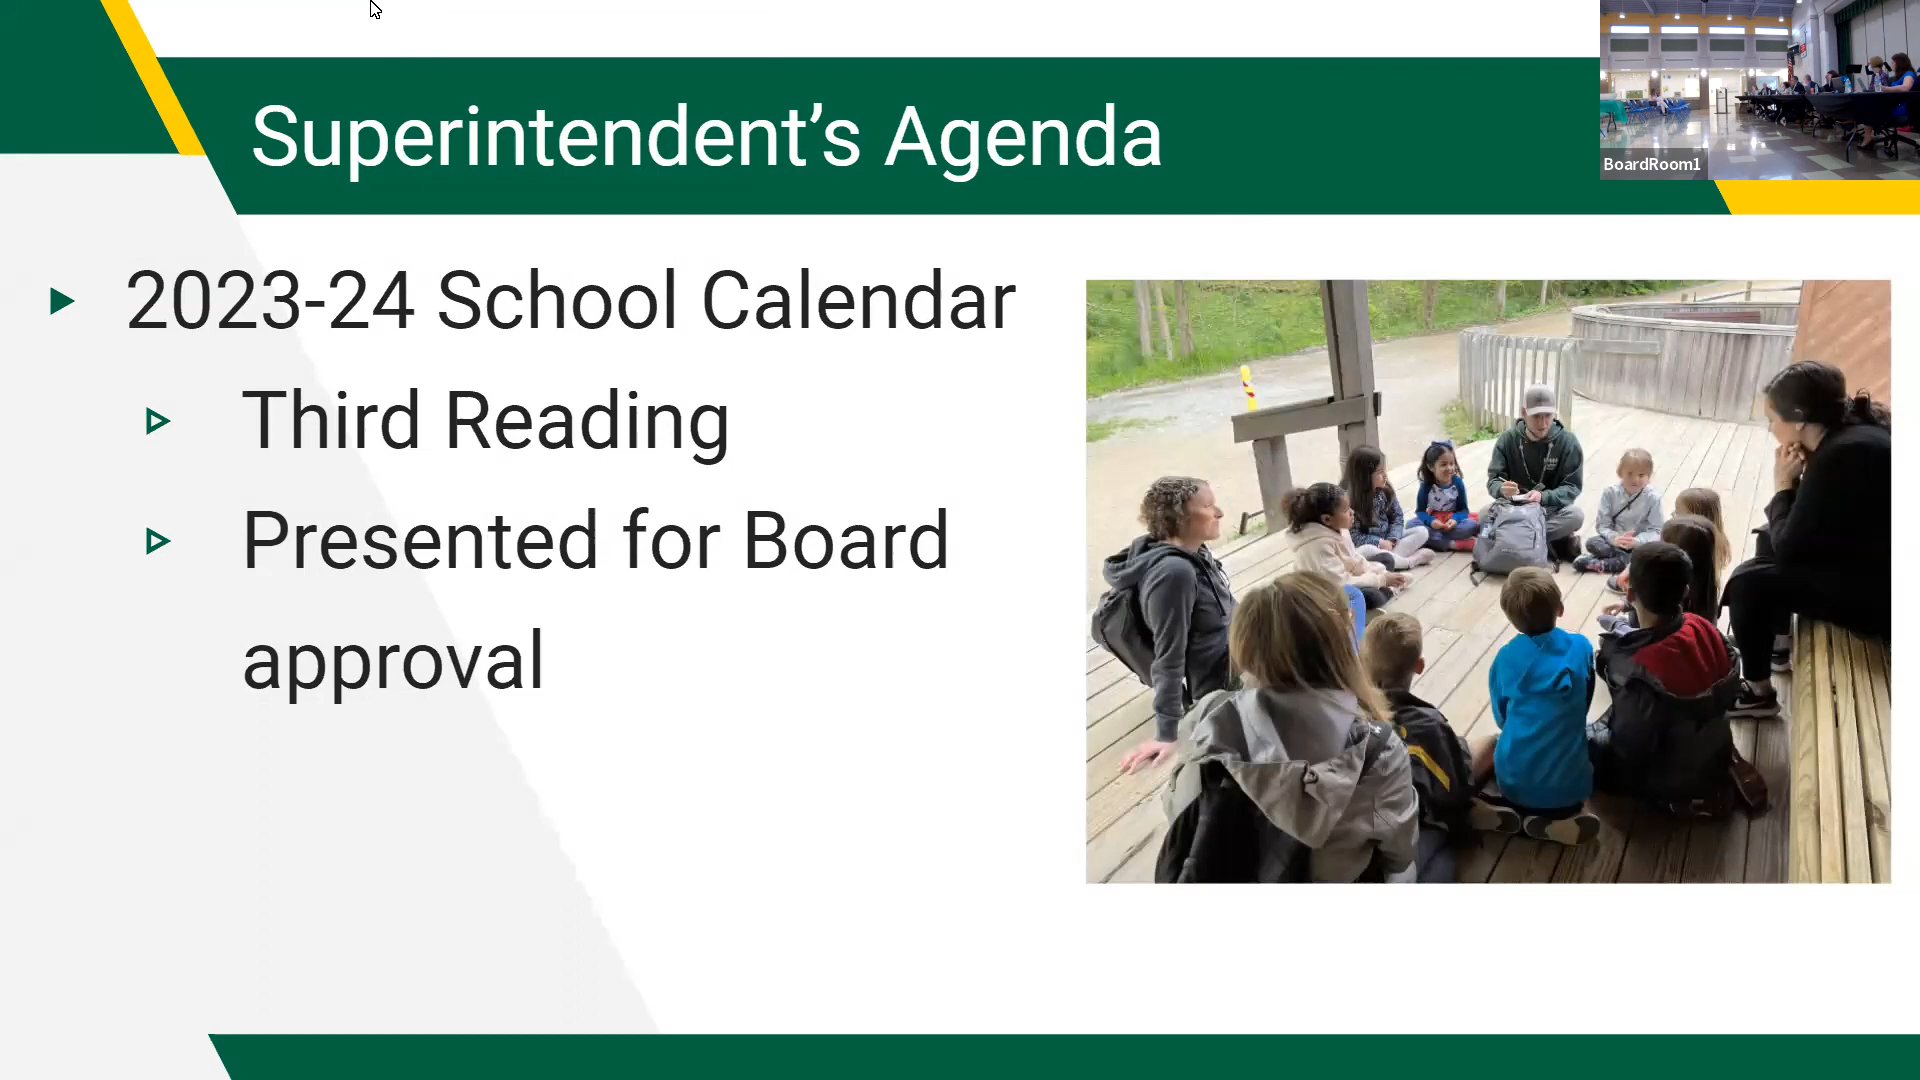 Superintendent’s Agenda
BoardRoom1
2023-24 School Calendar
Third Reading
Presented for Board
approval